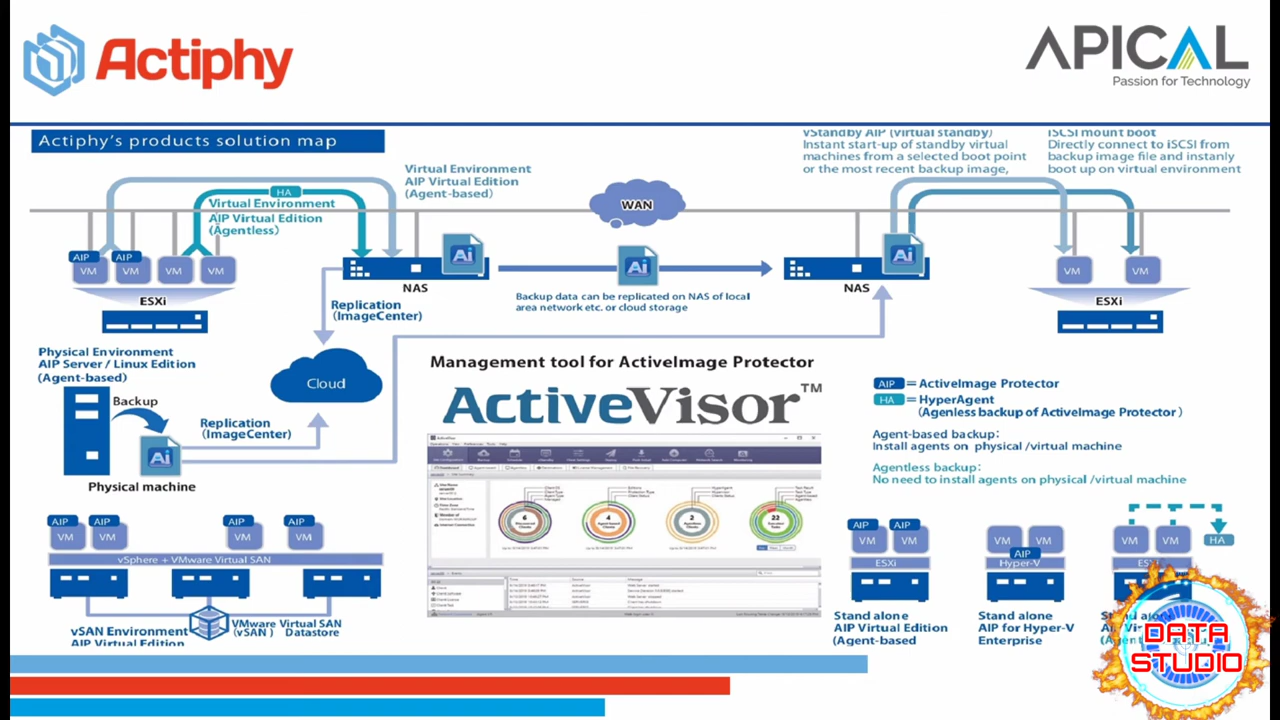 Actiphy
APICAL
Passion for Technology
Actiphy's products solution map
Virtual Environment
AIP Virtual Edition
(Agent-based)
vStandby AIP (Virtual standby)
Instant start-up of standby virtual
machines from a selected boot point
or the most recent backup image,
iSCSI mount boot
Directly connect to iSCSI from
backup image file and instanly
boot up on virtual environment
HA
Virtual Environment
AIP Virtual Edition
(Agentless)
WAN
AIP
AIP
VM
VM
VM
VM
Ai
Ai
Ai
VM
VM
NAS
NAS
ESXi
ESXi
Backup data can be replicated on NAS of local
area network etc. or cloud storage
Replication
(ImageCenter)
Physical Environment
AIP Server / Linux Edition
(Agent-based)
Cloud
Backup
Replication
(ImageCenter)
Ai
Physical machine
Management tool for ActiveImage Protector
ActiveVisor™
AIP = ActiveImage Protector
HA = HyperAgent
(Agenless backup of ActiveImage Protector)
Agent-based backup:
Install agents on physical /virtual machine
Agentless backup:
No need to install agents on physical /virtual machine
AIP
AIP
AIP
AIP
VM
VM
VM
VM
vSphere + VMware Virtual SAN
vSAN Environment
AIP Virtual Edition
VMware Virtual SAN
(vSAN) Datastore
AIP
AIP
VM
VM
ESXi
Stand alone
AIP Virtual Edition
(Agent-based
VM
VM
AIP
Hyper-V
Stand alone
AIP for Hyper-V
Enterprise
VM
VM
HA
DATA
STUDIO